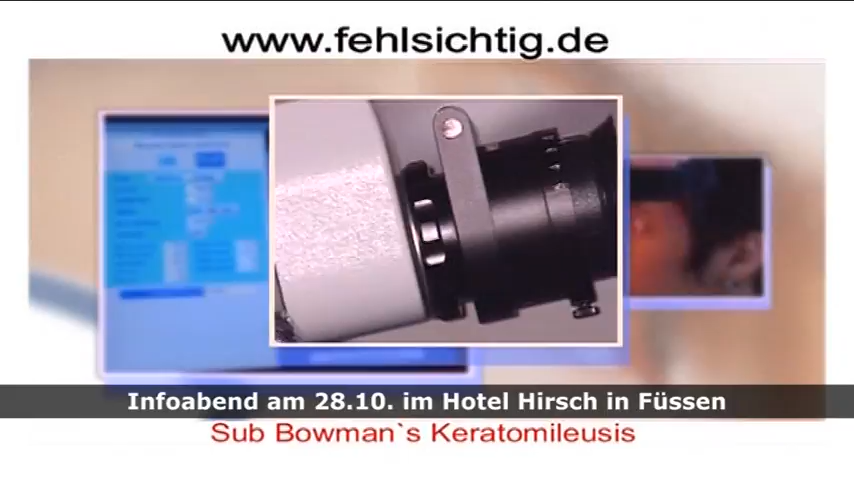 www.fehlsichtig.de
Infoabend am 28.10. im Hotel Hirsch in Füssen
Sub Bowman`s Keratomileusis